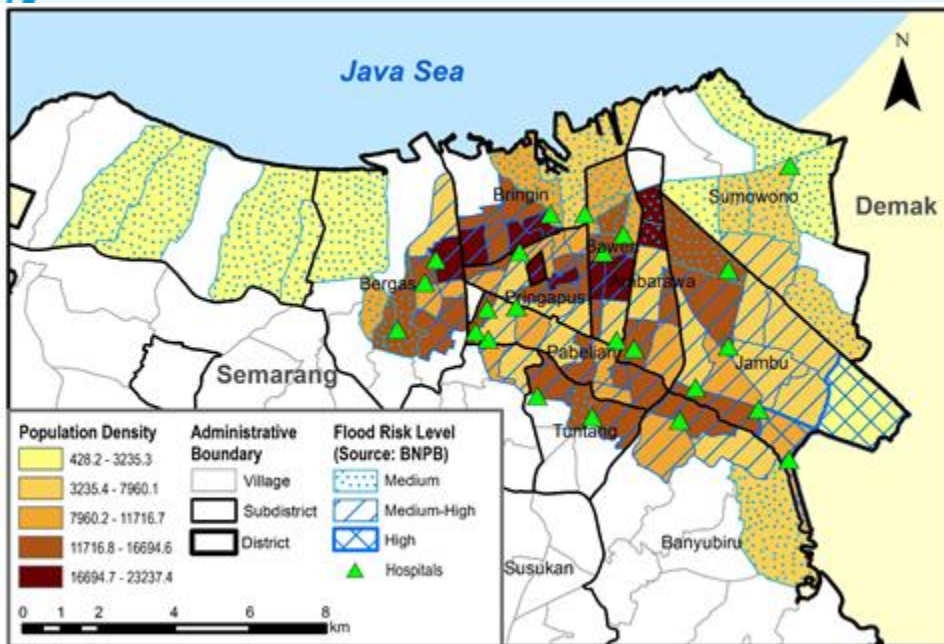 Java Sea
N
Bringin
Sumowono
Demak
Bawen
Bergas
Ambarawa
Pringapus
Pabelan
Jambu
Semarang
Tuntang
Banyubiru
Susukan
Population Density
428.2 - 3235.3
3235.4 - 7960.1
7960.2 - 11716.7
11716.8 - 16694.6
16694.7 - 23237.4
0 1 2 4 6 8
km
Administrative
Boundary
Village
Subdistrict
District
Flood Risk Level
(Source: BNPB)
Medium
Medium-High
High
Hospitals